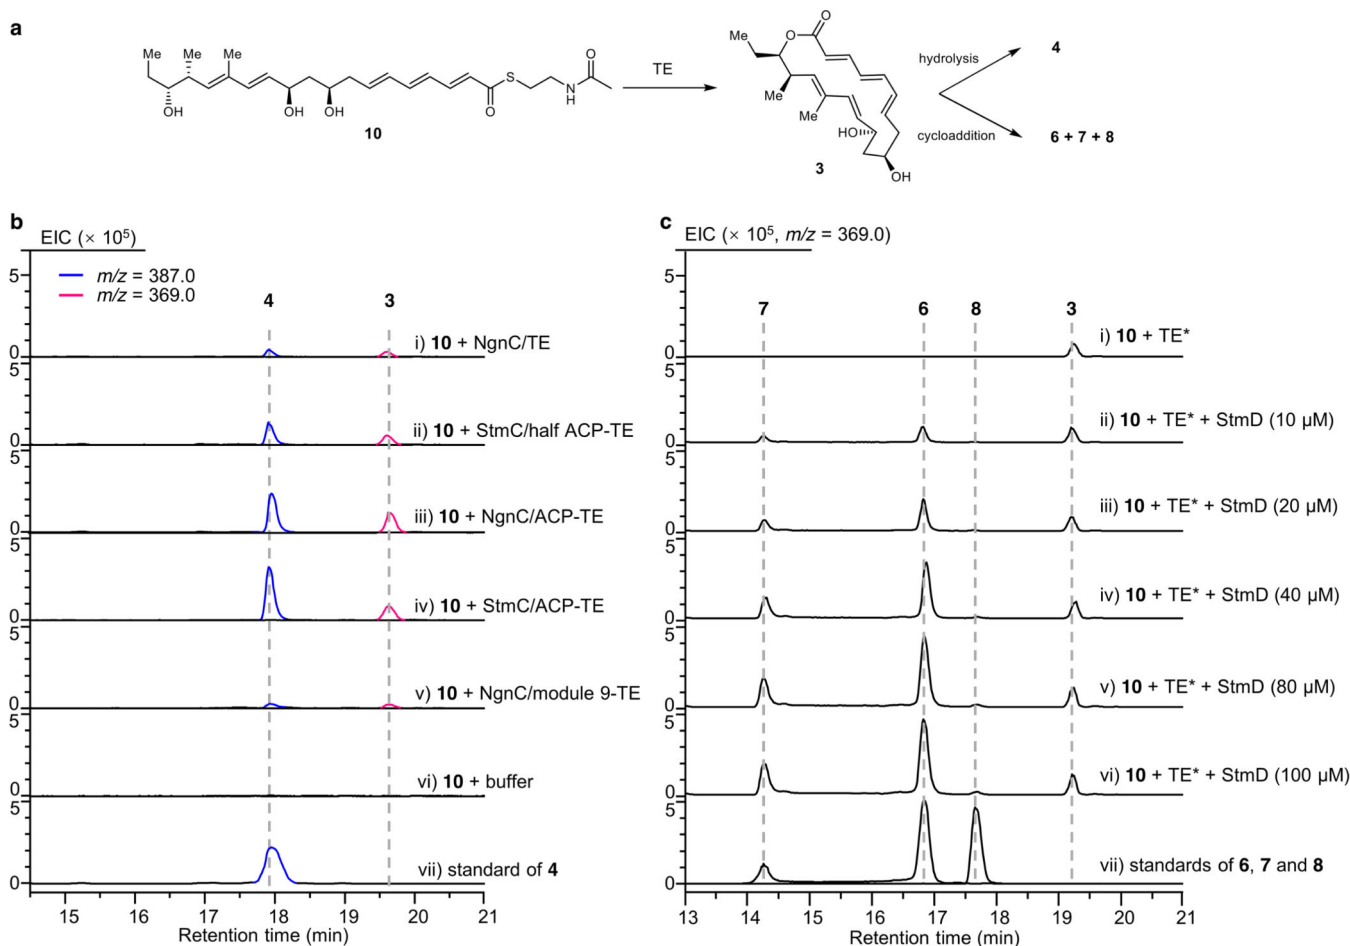 a
Me
Me
Me
OH
OH
OH
O
S
N
H
O
10
TE
O
O
Me
Me
Me
HO
OH
3
hydrolysis
4
cycloaddition
6 + 7 + 8
b
EIC (× 10⁵)
m/z = 387.0
m/z = 369.0
4
3
5
0
i) 10 + NgnC/TE
5
0
ii) 10 + StmC/half ACP-TE
5
0
iii) 10 + NgnC/ACP-TE
5
0
iv) 10 + StmC/ACP-TE
5
0
v) 10 + NgnC/module 9-TE
5
0
vi) 10 + buffer
5
0
vii) standard of 4
15 16 17 18 19 20 21
Retention time (min)
c
EIC (× 10⁵, m/z = 369.0)
7 6 8 3
5
0
i) 10 + TE*
5
0
ii) 10 + TE* + StmD (10 µM)
5
0
iii) 10 + TE* + StmD (20 µM)
5
0
iv) 10 + TE* + StmD (40 µM)
5
0
v) 10 + TE* + StmD (80 µM)
5
0
vi) 10 + TE* + StmD (100 µM)
5
0
vii) standards of 6, 7 and 8
13 14 15 16 17 18 19 20 21
Retention time (min)